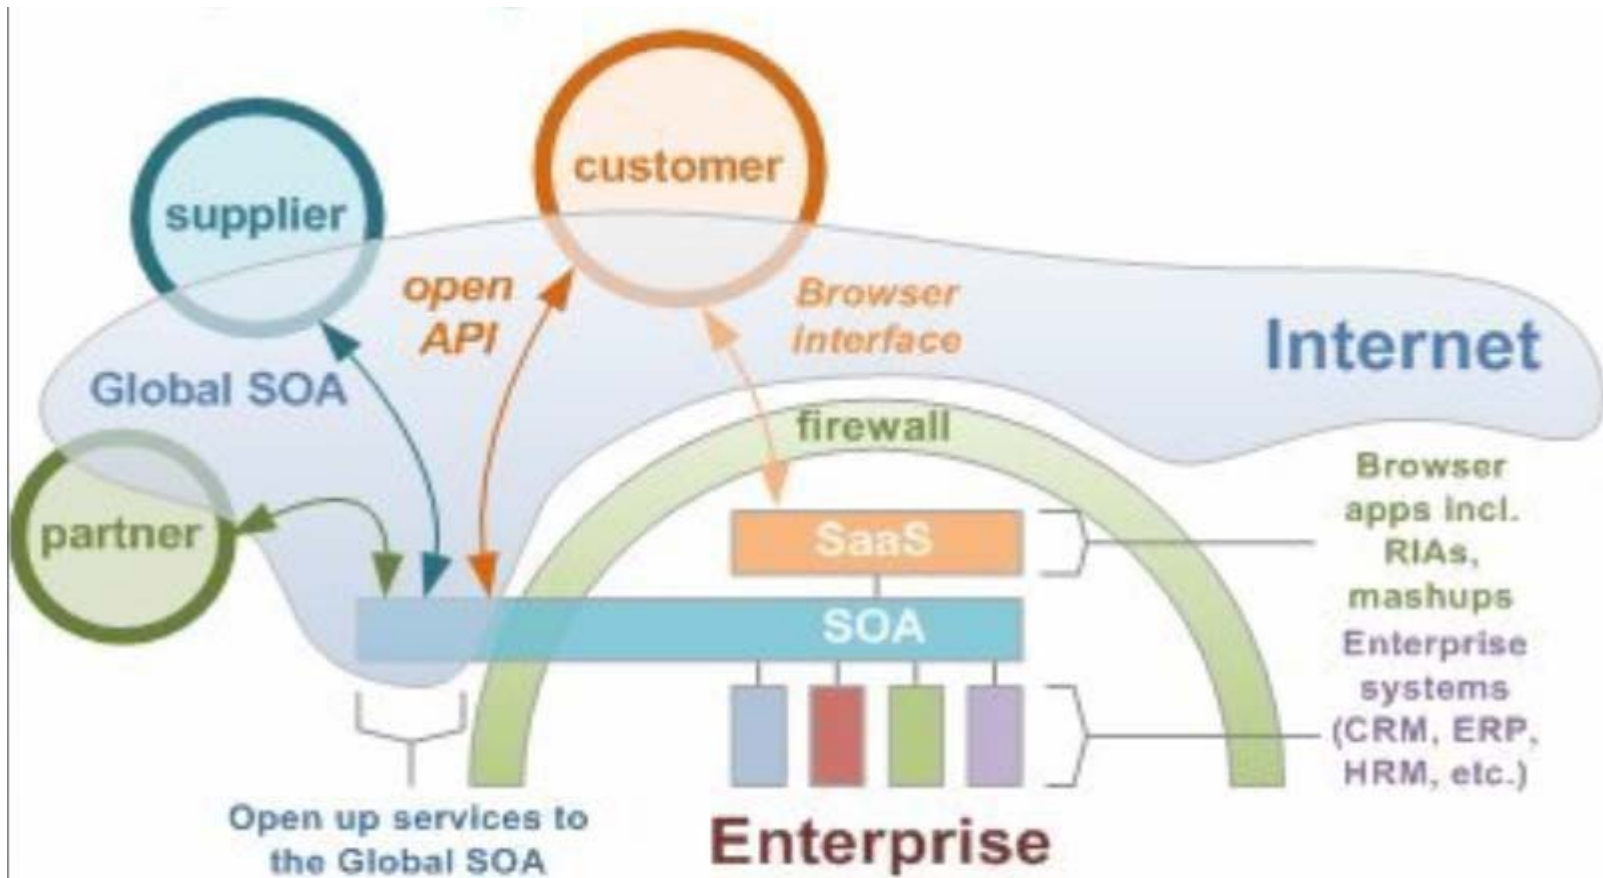 customer
supplier
open
API
Browser
interface
Internet
Global SOA
firewall
partner
SaaS
SOA
Browser
apps incl.
RIAs,
mashups
Enterprise
systems
(CRM, ERP,
HRM, etc.)
Open up services to
the Global SOA
Enterprise